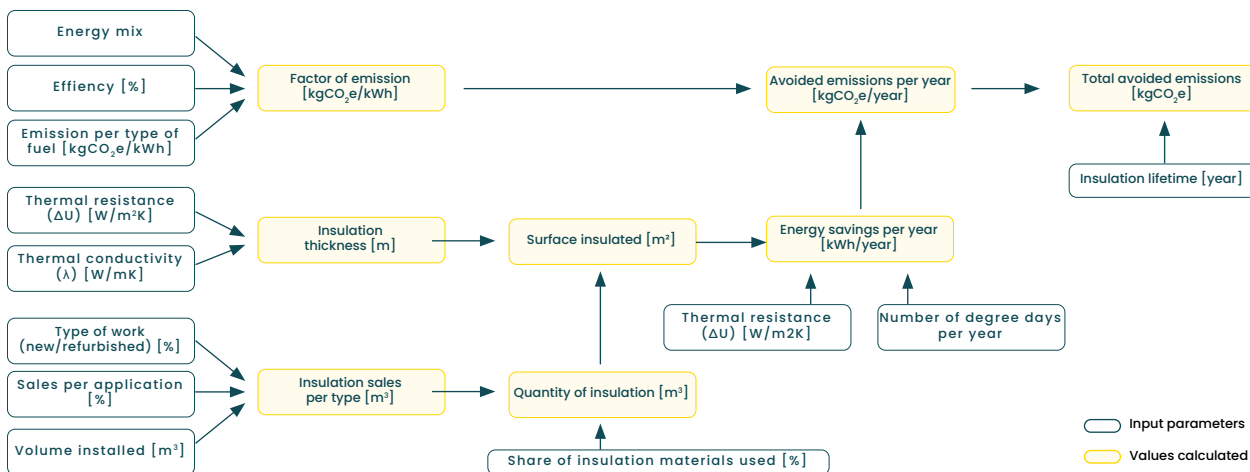 Energy mix
Effiency [%]
Emission per type of
fuel [kgCO₂e/kWh]
Factor of emission
[kgCO₂e/kWh]
Avoided emissions per year
[kgCO₂e/year]
Total avoided emissions
[kgCO₂e]
Insulation lifetime [year]
Thermal resistance
(ΔU) [W/m²K]
Thermal conductivity
(λ) [W/mK]
Insulation
thickness [m]
Surface insulated [m²]
Energy savings per year
[kWh/year]
Thermal resistance
(ΔU) [W/m2K]
Number of degree days
per year
Type of work
(new/refurbished) [%]
Sales per application
[%]
Volume installed [m³]
Insulation sales
per type [m³]
Quantity of insulation [m³]
Share of insulation materials used [%]
Input parameters
Values calculated